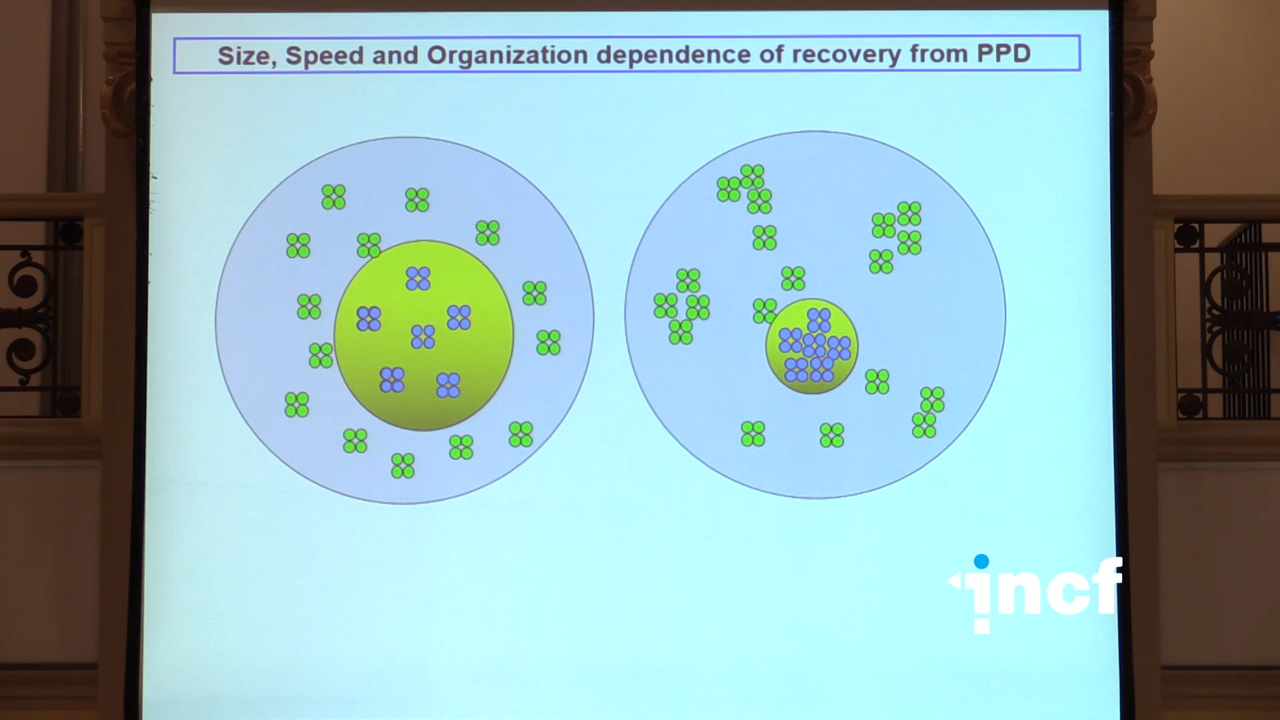 Size, Speed and Organization dependence of recovery from PPD
incf